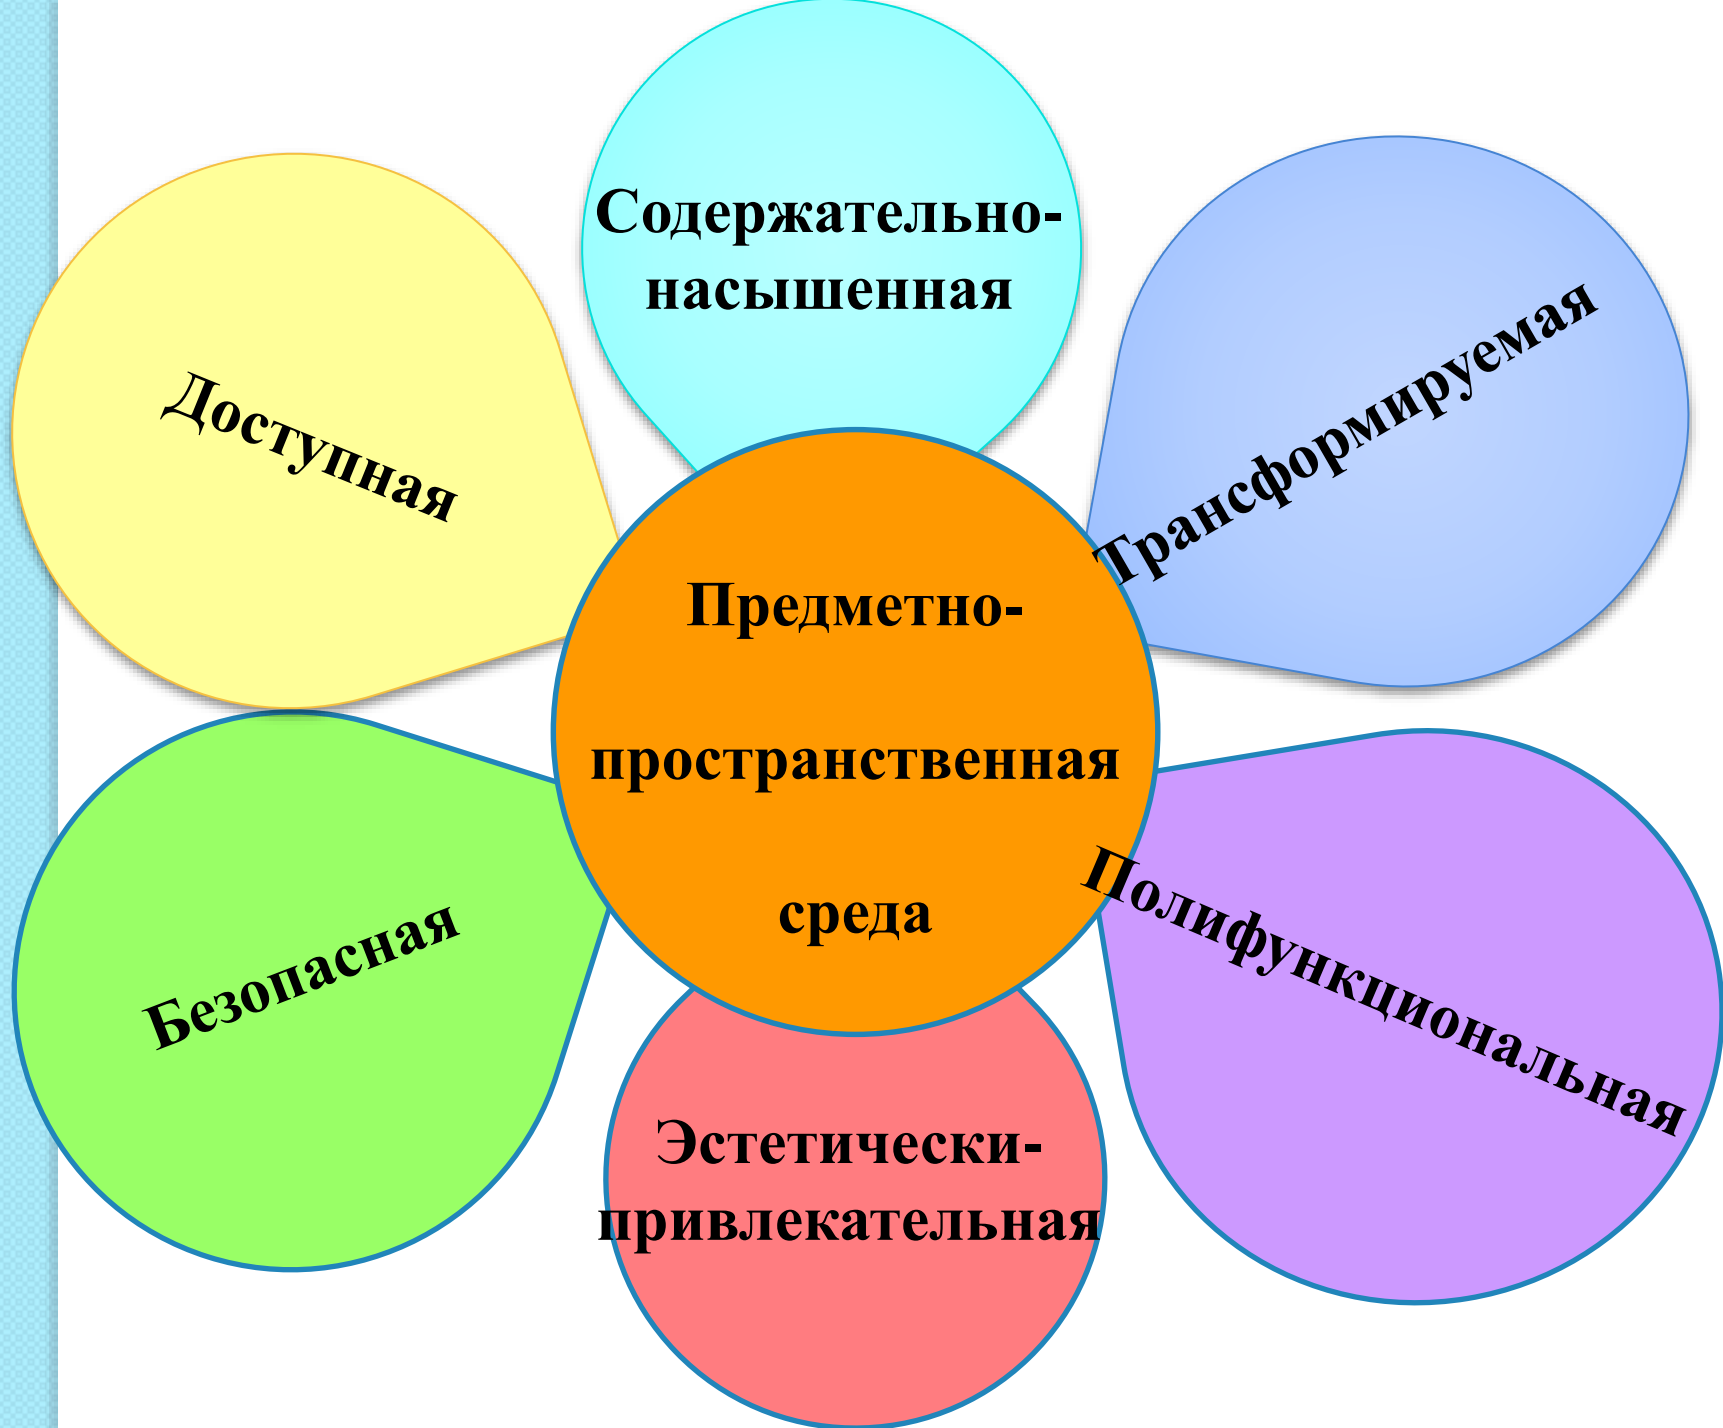 Содержательно-
насышенная
Трансформируемая
Доступная
Предметно-
пространственная
среда
Полифункциональная
Безопасная
Эстетически-
привлекательная